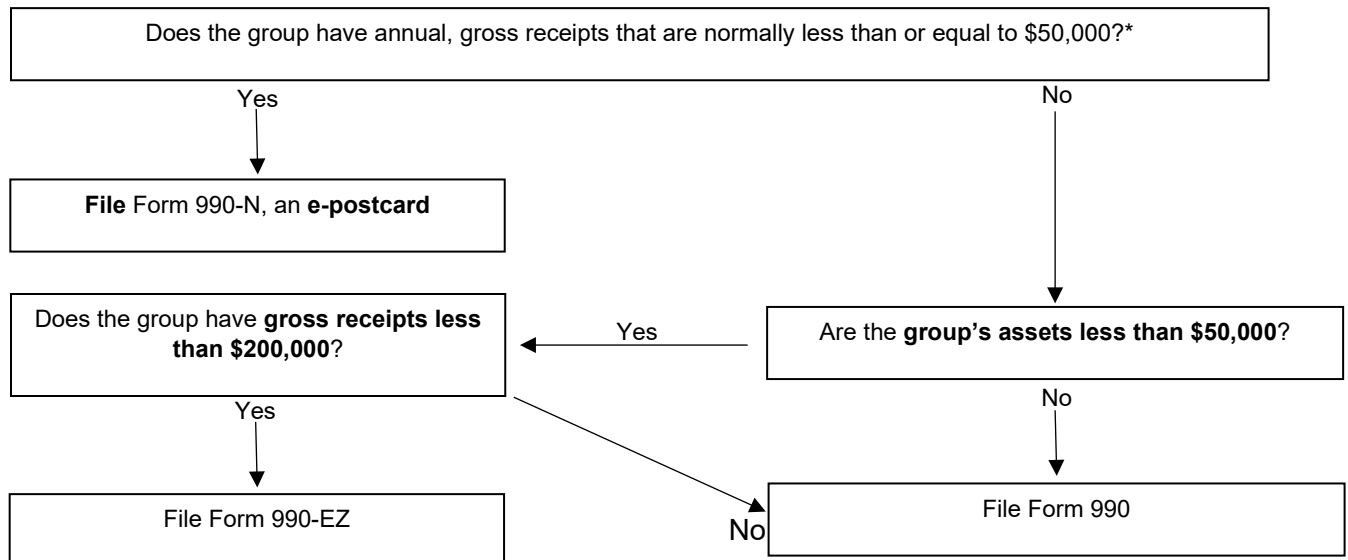 Does the group have annual, gross receipts that are normally less than or equal to $50,000?*
Yes
No
File Form 990-N, an e-postcard
Does the group have gross receipts less
than $200,000?
Yes
Are the group’s assets less than $50,000?
Yes
No
File Form 990-EZ
No
File Form 990